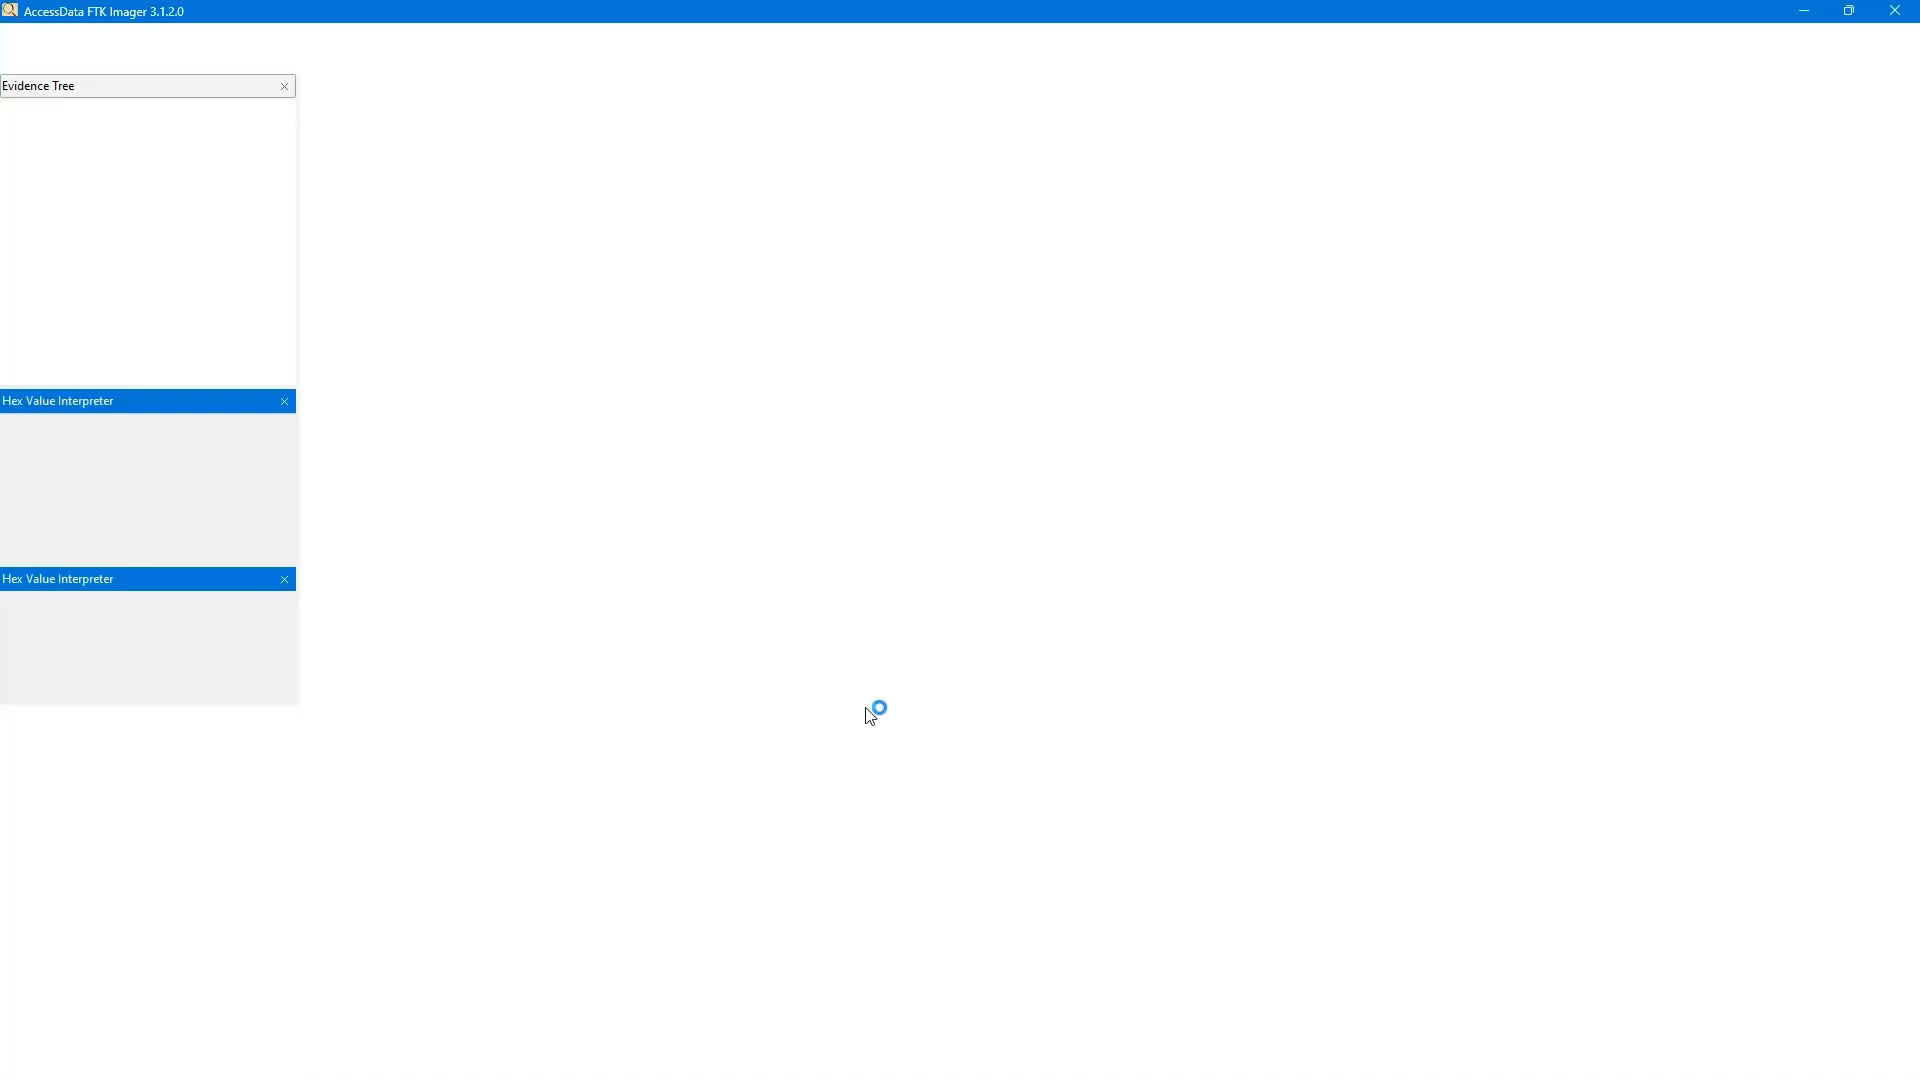 AccessData FTK Imager 3.1.2.0
Evidence Tree
Hex Value Interpreter
Hex Value Interpreter